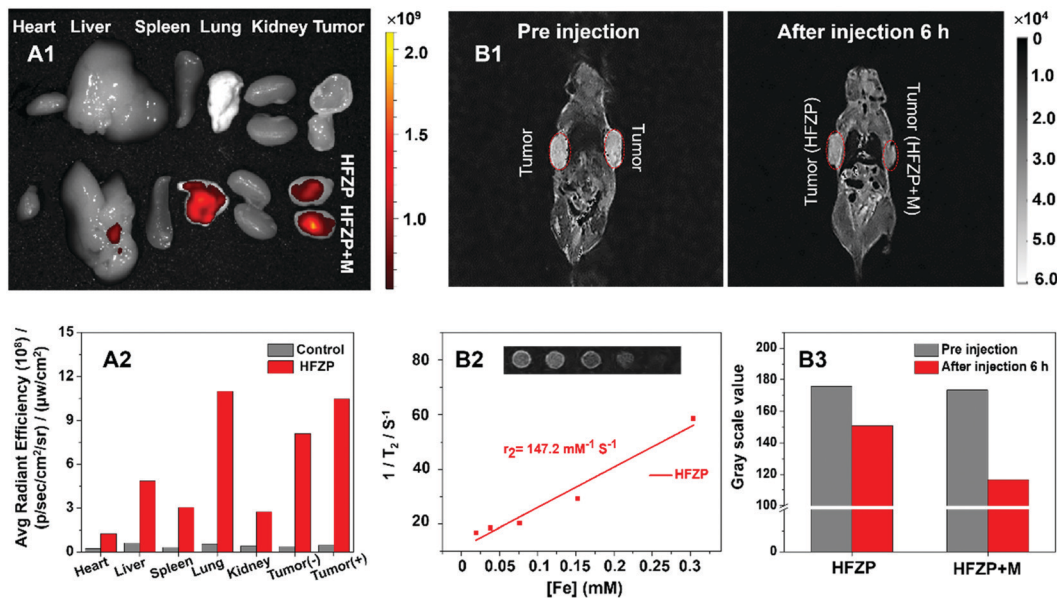 Heart Liver Spleen Lung Kidney Tumor
A1
HFZP HFZP+M
×10⁹
2.0
1.5
1.0
B1
Pre injection
Tumor
Tumor
After injection 6 h
Tumor (HFZP)
Tumor (HFZP+M)
×10⁴
0
1.0
2.0
3.0
4.0
5.0
6.0
A2
Avg Radiant Efficiency (10⁸) /
(p/sec/cm²/sr) / (µw/cm²)
15
12
9
6
3
0
Control
HFZP
Heart
Liver
Spleen
Lung
Kidney
Tumor(-)
Tumor(+)
B2
1 / T₂ / S⁻¹
80
60
40
20
r₂= 147.2 mM⁻¹ S⁻¹
HFZP
0 0.05 0.1 0.15 0.2 0.25 0.3
[Fe] (mM)
B3
Gray scale value
200
180
160
140
120
100
0
Pre injection
After injection 6 h
HFZP HFZP+M